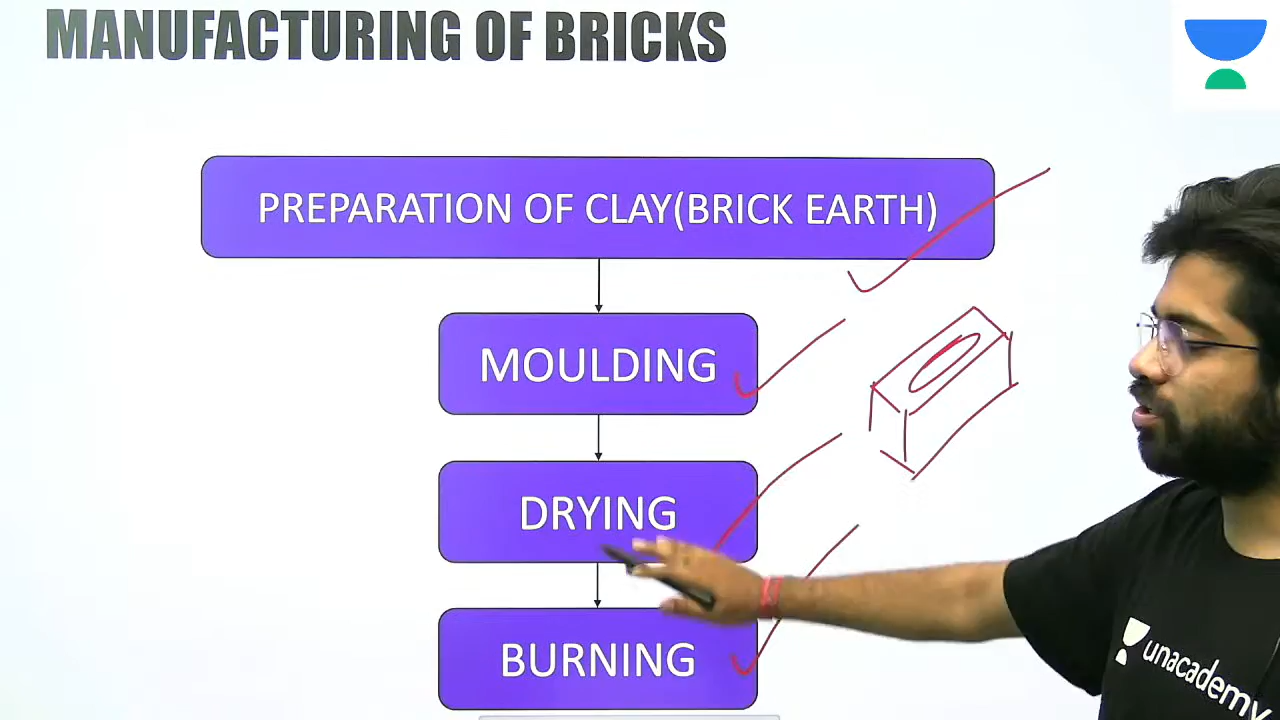 MANUFACTURING OF BRICKS
PREPARATION OF CLAY(BRICK EARTH)
MOULDING
DRYING
BURNING
unacademy